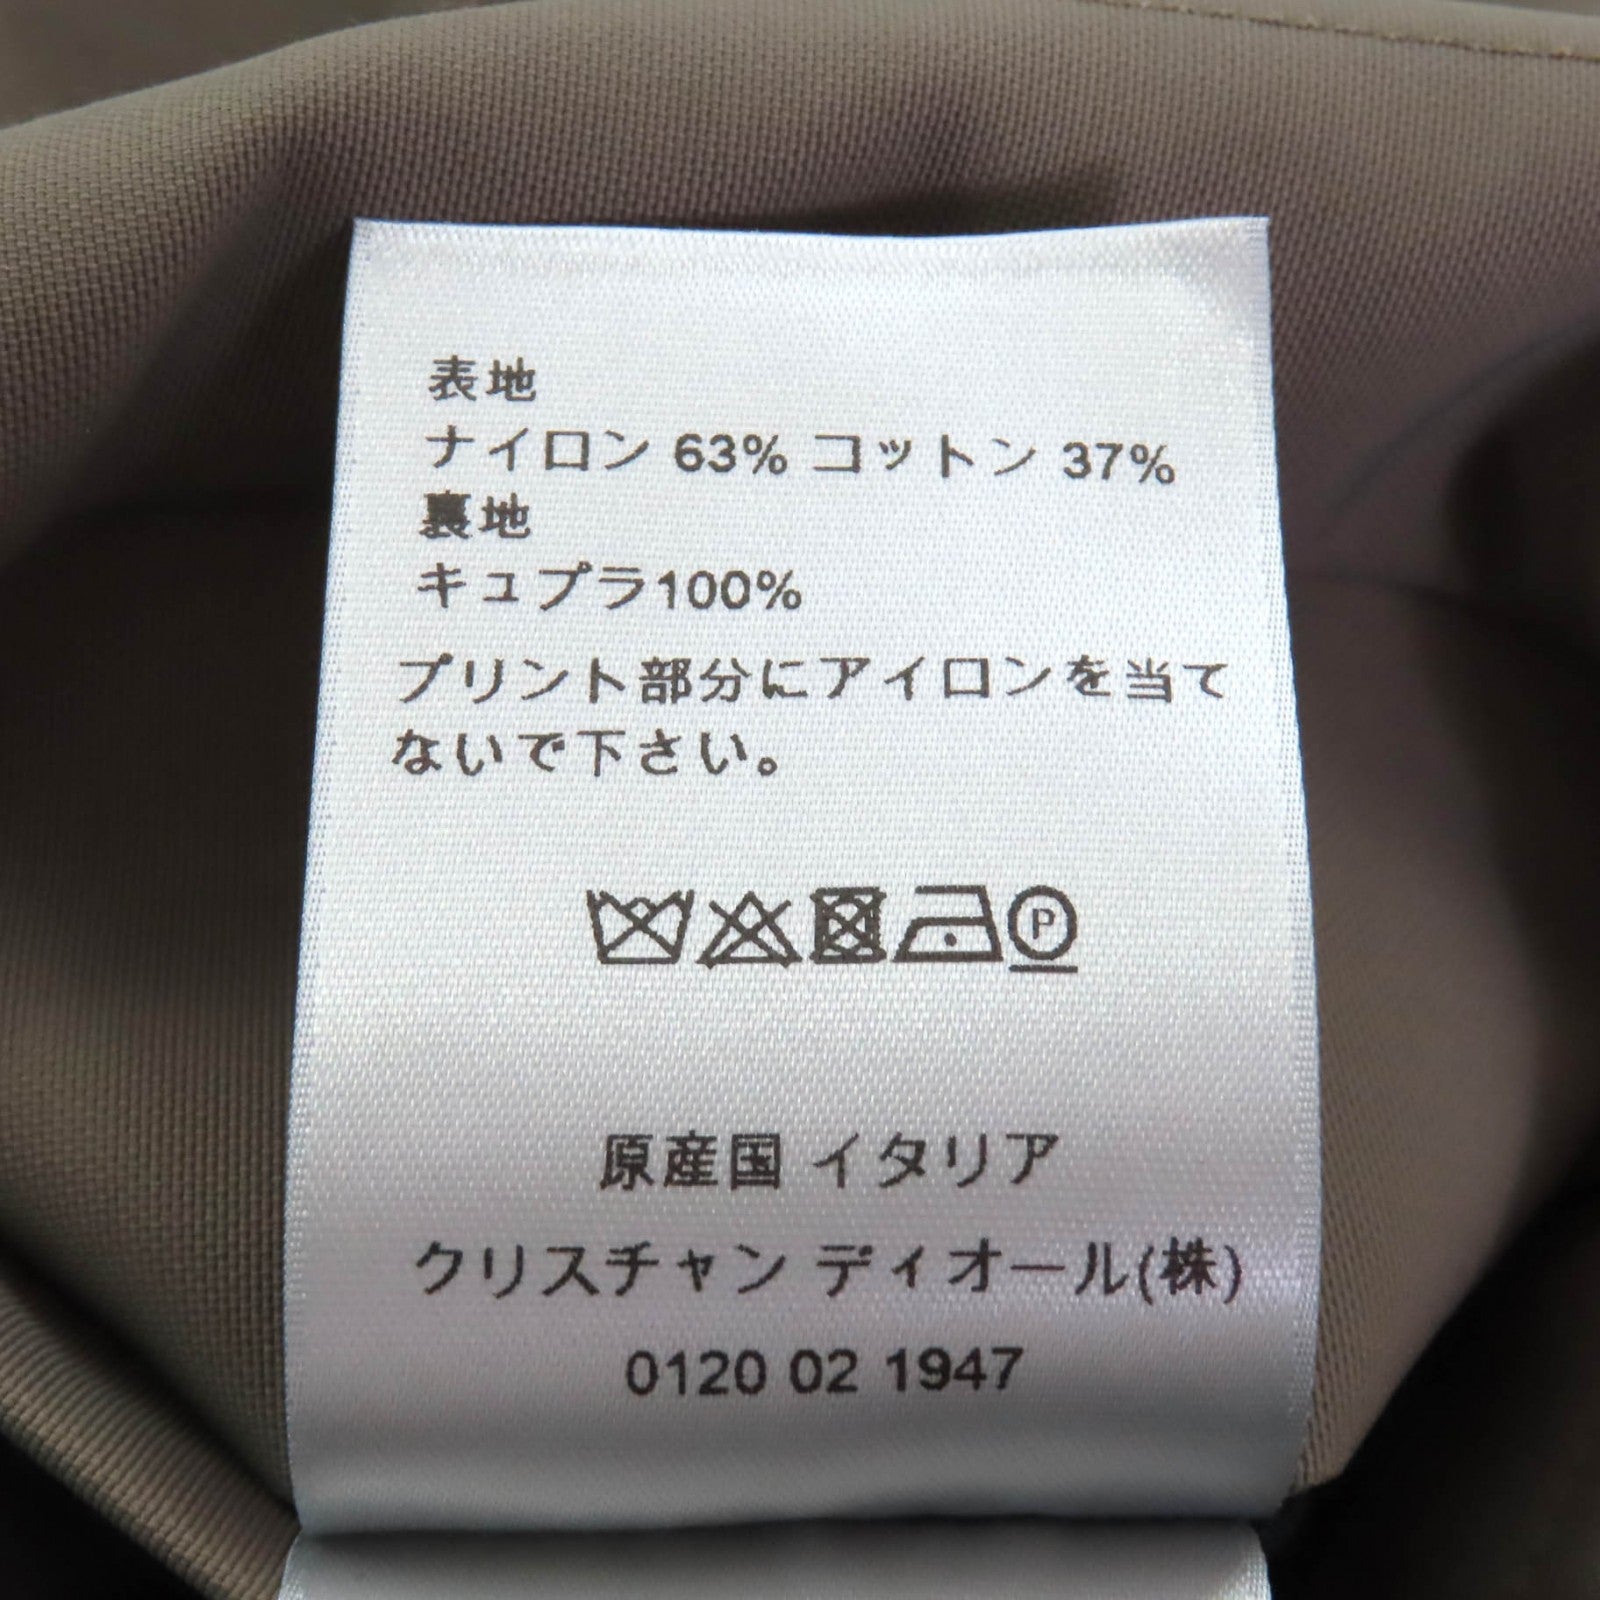 表地
ナイロン 63% コットン 37%
裏地
キュプラ100%
プリント部分にアイロンを当て
ないで下さい。
P
原産国 イタリア
クリスチャン ディオール(株)
0120 02 1947